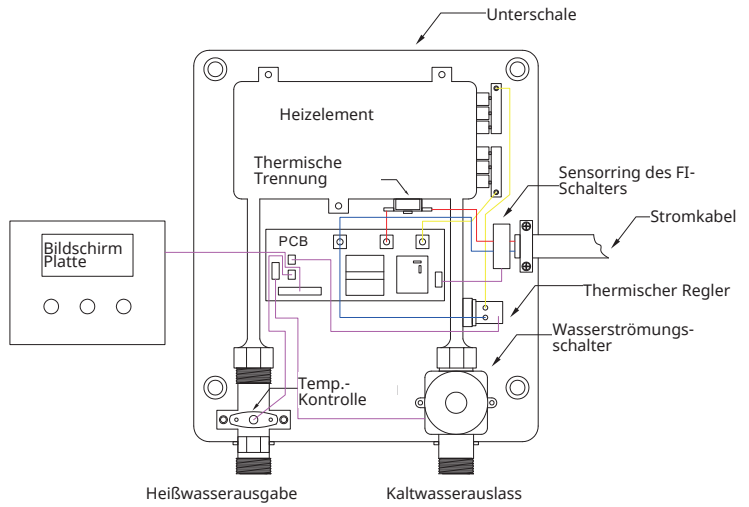 Unterschale
Heizelement
Thermische
Trennung
Sensorring des FI-
Schalters
Stromkabel
PCB
Bildschirm
Platte
Thermischer Regler
Wasserströmungs-
schalter
Temp.-
Kontrolle
Heißwasserausgabe
Kaltwasserauslass